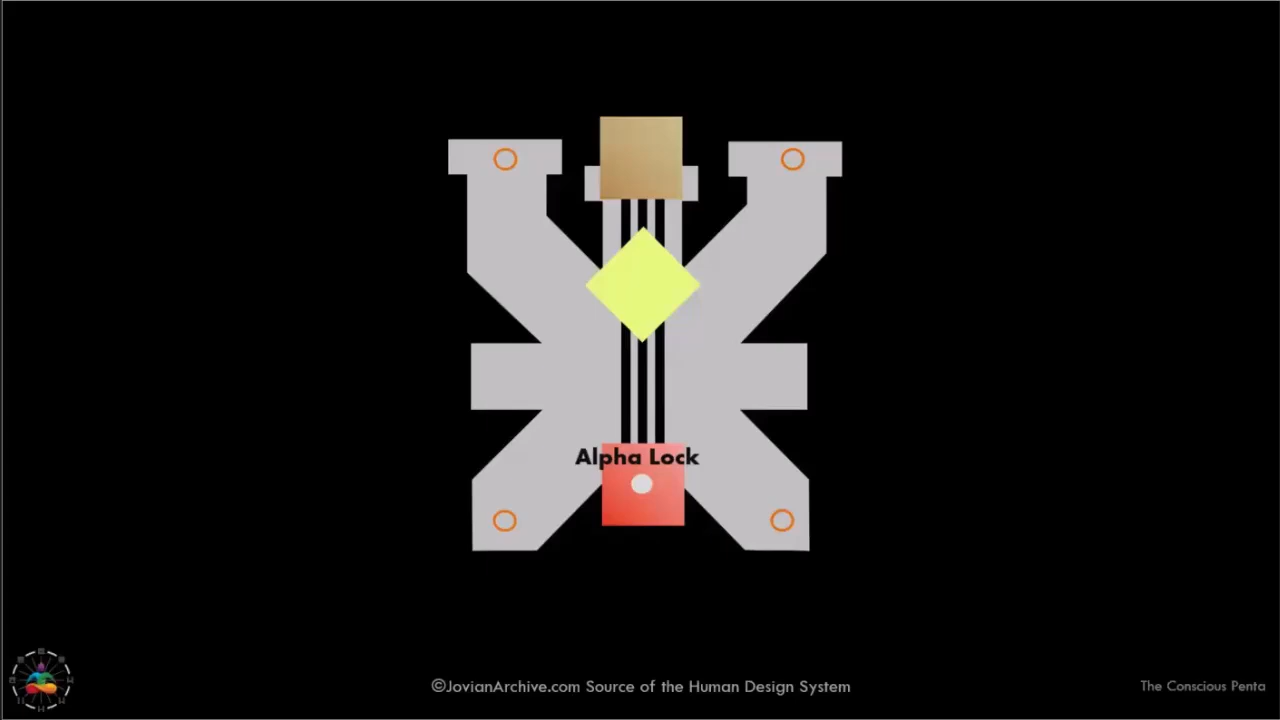 Alpha Lock
©JovianArchive.com Source of the Human Design System
The Conscious Penta